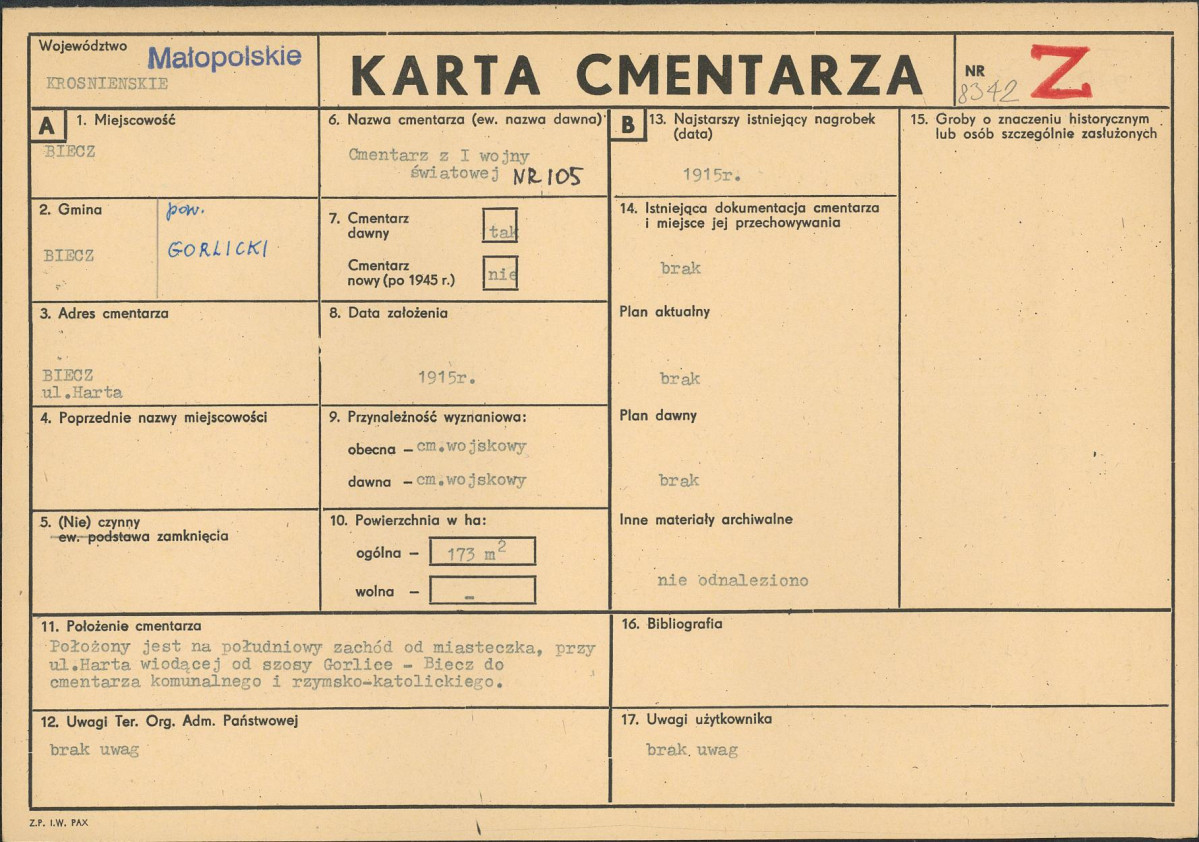 Województwo
Małopolskie
KROSNIENSKIE
KARTA CMENTARZA
NR
8342
Z
A
1. Miejscowość
BIECZ
2. Gmina
BIECZ
pow.
GORLICKI
3. Adres cmentarza
BIECZ
ul.Harta
4. Poprzednie nazwy miejscowości
5. (Nie) czynny
ew. podstawa zamknięcia
6. Nazwa cmentarza (ew. nazwa dawna)
Cmentarz z I wojny
światowej NR 105
7. Cmentarz
dawny
tak
Cmentarz
nowy (po 1945 r.)
nie
8. Data założenia
1915r.
9. Przynależność wyznaniowa:
obecna – cm.wojskowy
dawna – cm.wojskowy
10. Powierzchnia w ha:
ogólna – 173 m²
wolna – –
B
13. Najstarszy istniejący nagrobek
(data)
1915r.
14. Istniejąca dokumentacja cmentarza
i miejsce jej przechowywania
brak
Plan aktualny
brak
Plan dawny
brak
Inne materiały archiwalne
nie odnaleziono
15. Groby o znaczeniu historycznym
lub osób szczególnie zasłużonych
11. Położenie cmentarza
Położony jest na południowy zachód od miasteczka, przy
ul.Harta wiodącej od szosy Gorlice – Biecz do
cmentarza komunalnego i rzymsko-katolickiego.
12. Uwagi Ter. Org. Adm. Państwowej
brak uwag
16. Bibliografia
17. Uwagi użytkownika
brak uwag
Z.P. I.W. PAX